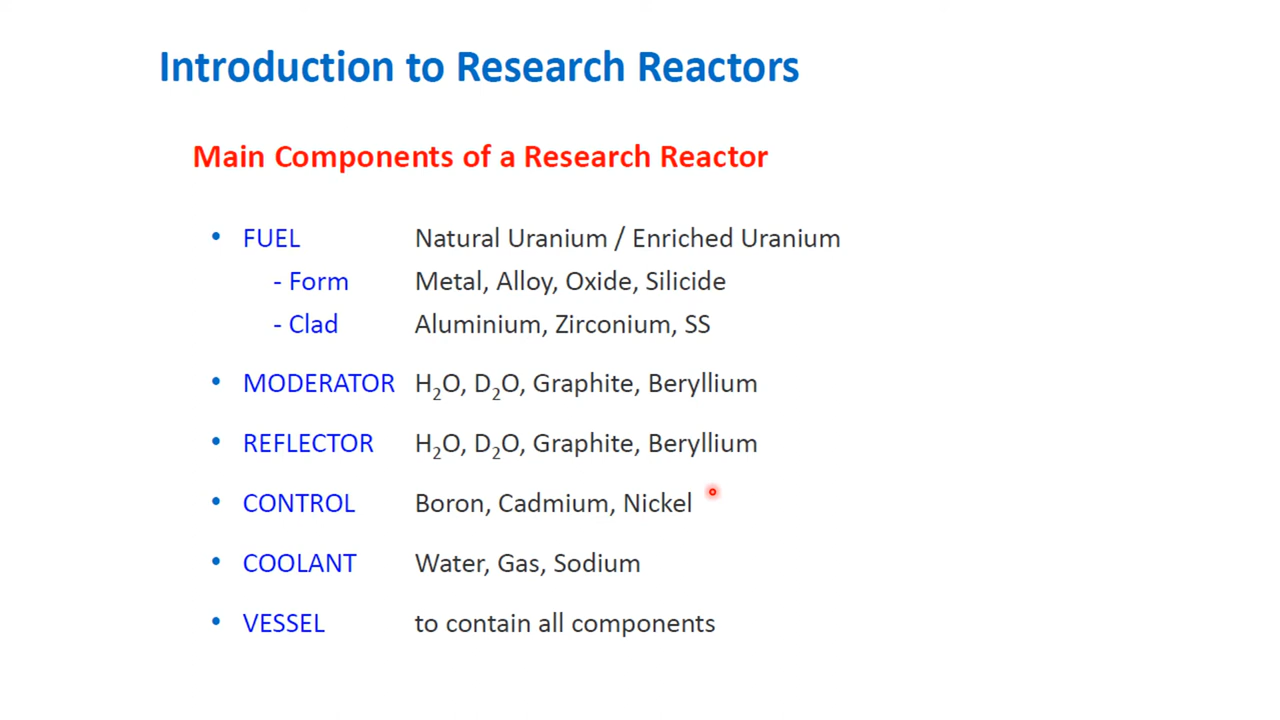 Introduction to Research Reactors
Main Components of a Research Reactor
• FUEL Natural Uranium / Enriched Uranium
- Form Metal, Alloy, Oxide, Silicide
- Clad Aluminium, Zirconium, SS
• MODERATOR H₂O, D₂O, Graphite, Beryllium
• REFLECTOR H₂O, D₂O, Graphite, Beryllium
• CONTROL Boron, Cadmium, Nickel
• COOLANT Water, Gas, Sodium
• VESSEL to contain all components